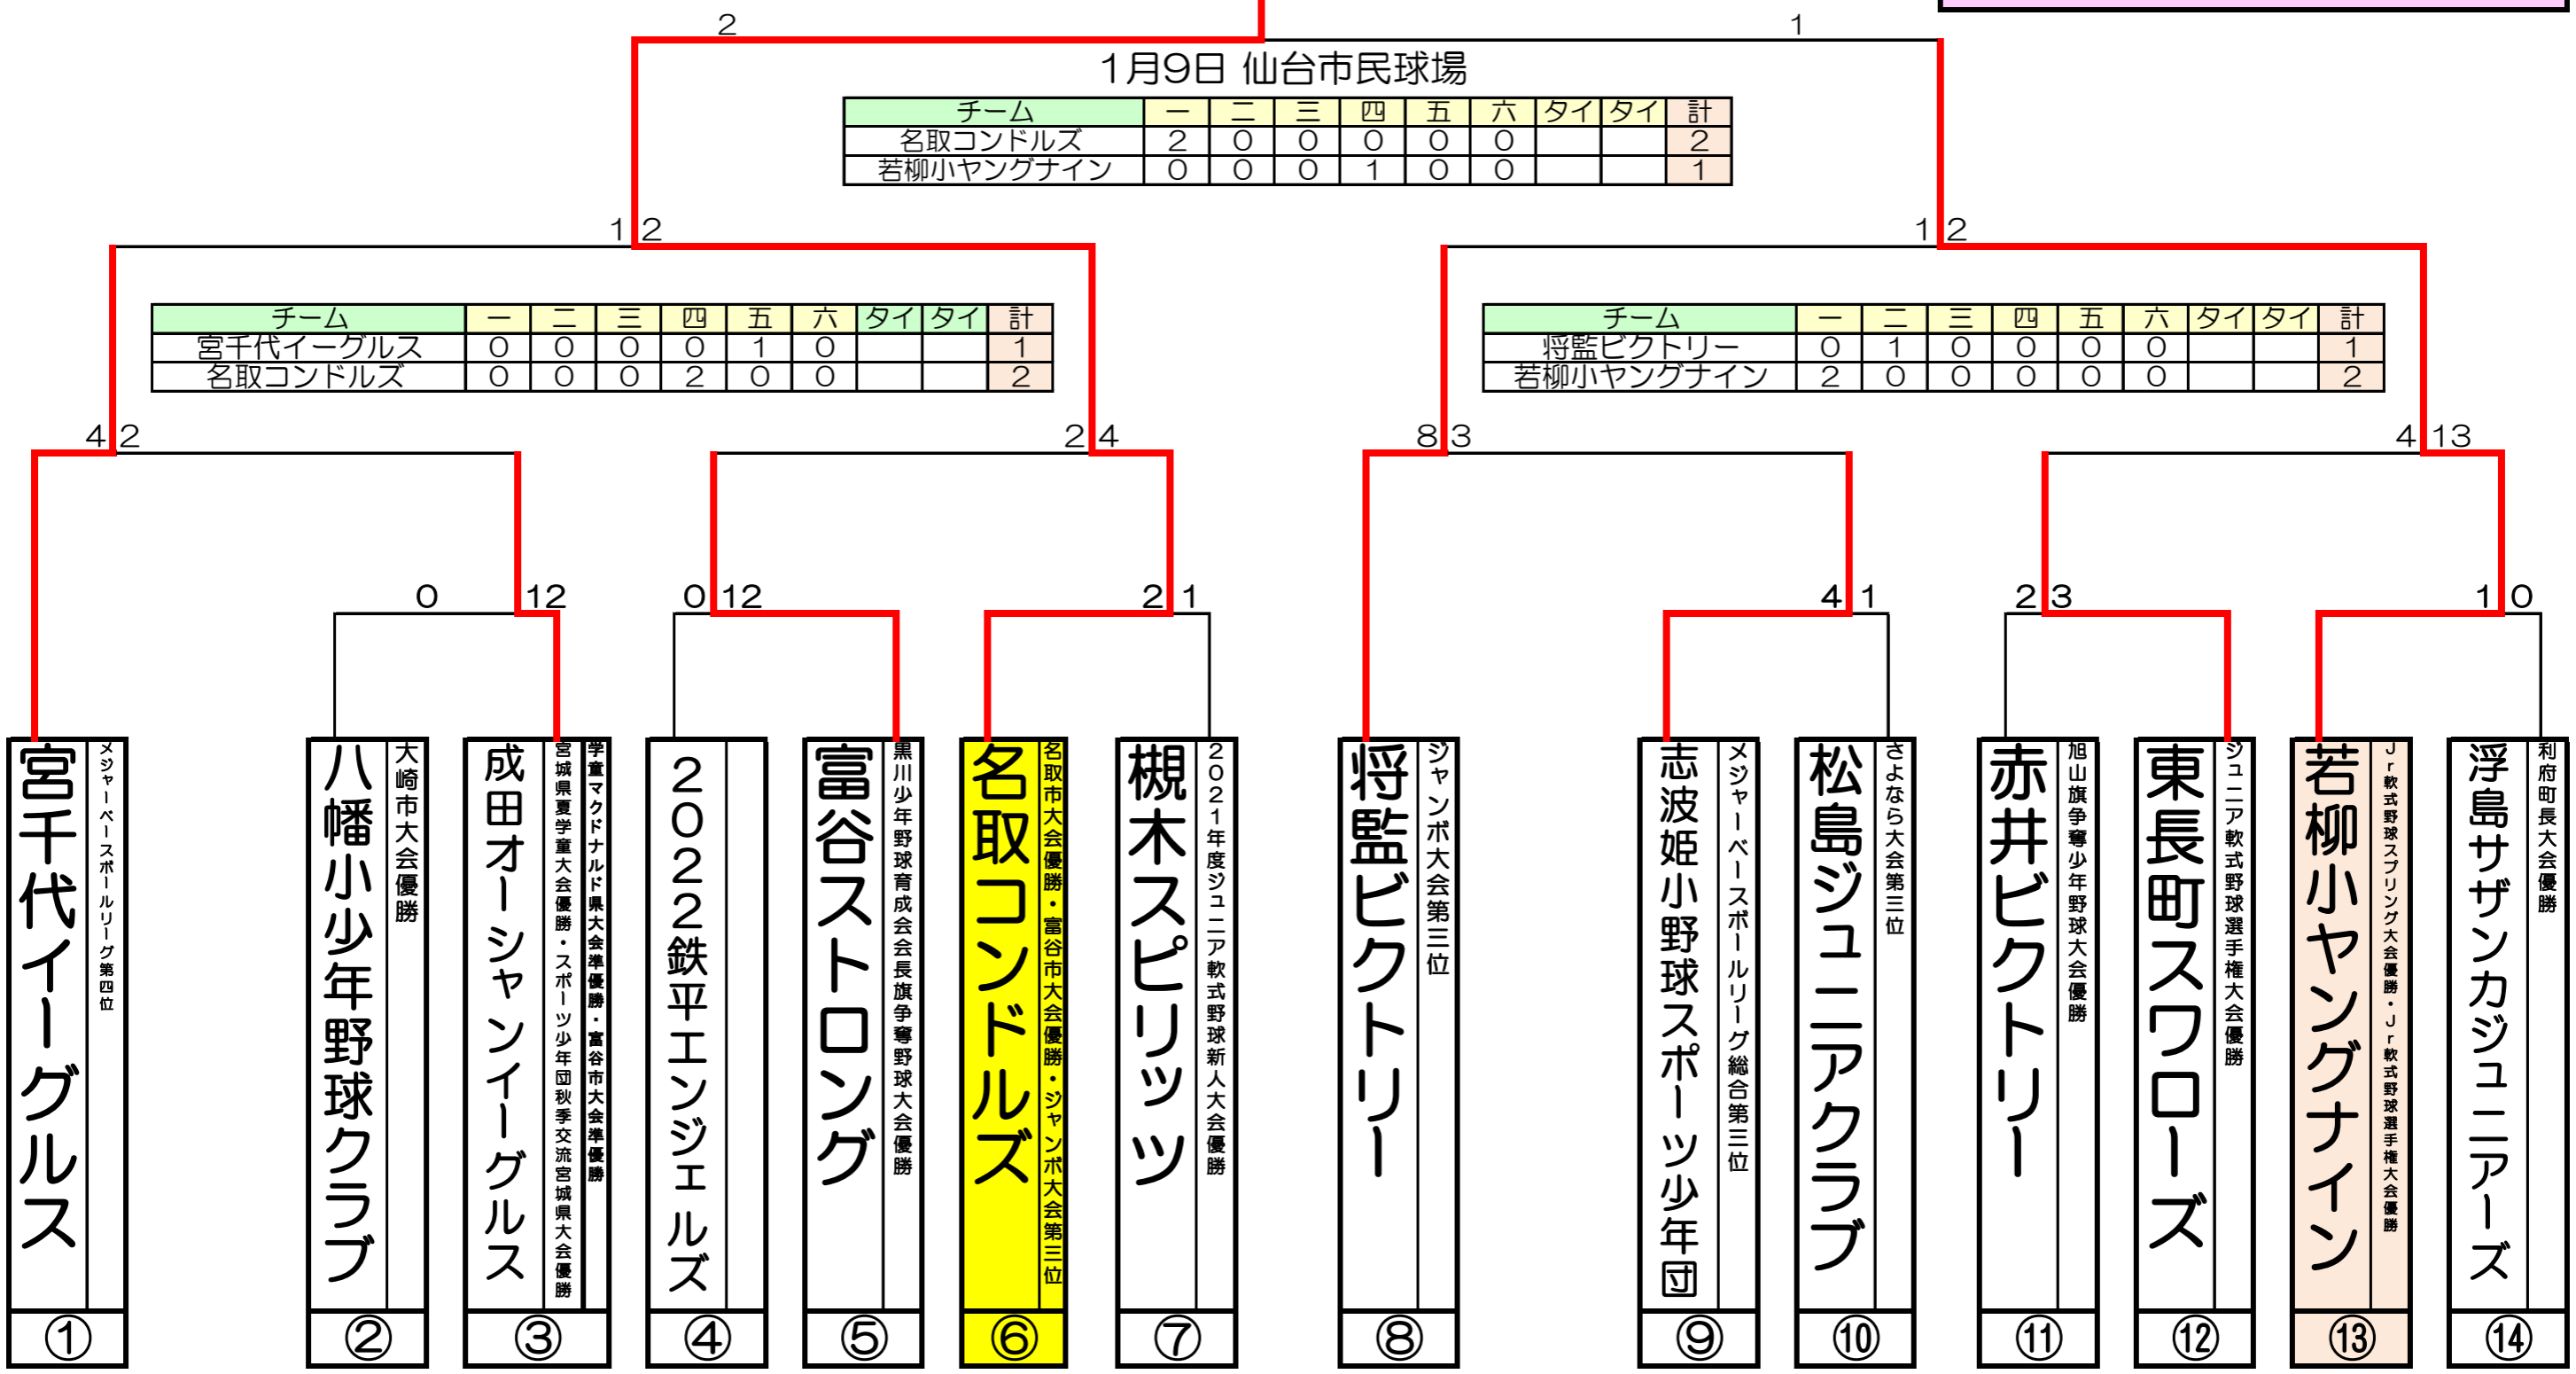 2 1
1月9日 仙台市民球場
チーム 一 二 三 四 五 六 タイ タイ 計
名取コンドルズ 2 0 0 0 0 0 2
若柳小ヤングナイン 0 0 0 1 0 0 1
1 2 1 2
チーム 一 二 三 四 五 六 タイ タイ 計
宮千代イーグルス 0 0 0 0 1 0 1
名取コンドルズ 0 0 0 2 0 0 2
チーム 一 二 三 四 五 六 タイ タイ 計
将監ビクトリー 0 1 0 0 0 0 1
若柳小ヤングナイン 2 0 0 0 0 0 2
4 2 2 4 8 3 4 13
0 12 0 12 2 1 4 1 2 3 1 0
宮千代イーグルス
メジャーベースボールリーグ第四位
①
八幡小少年野球クラブ
大崎市大会優勝
②
成田オーシャンイーグルス
宮城県夏学童大会優勝・スポーツ少年団秋季交流宮城県大会優勝
学童マクドナルド県大会準優勝・富谷市大会準優勝
③
2022鉄平エンジェルズ
④
富谷ストロング
黒川少年野球育成会会長旗争奪野球大会優勝
⑤
名取コンドルズ
名取市大会優勝・富谷市大会優勝・ジャンボ大会第三位
⑥
槻木スピリッツ
2021年度ジュニア軟式野球新人大会優勝
⑦
将監ビクトリー
ジャンボ大会第三位
⑧
志波姫小野球スポーツ少年団
メジャーベースボールリーグ総合第三位
⑨
松島ジュニアクラブ
さよなら大会第三位
⑩
赤井ビクトリー
旭山旗争奪少年野球大会優勝
⑪
東長町スワローズ
ジュニア軟式野球選手権大会優勝
⑫
若柳小ヤングナイン
Jr軟式野球スプリング大会優勝・Jr軟式野球選手権大会優勝
⑬
浮島サザンカジュニアーズ
利府町長大会優勝
⑭